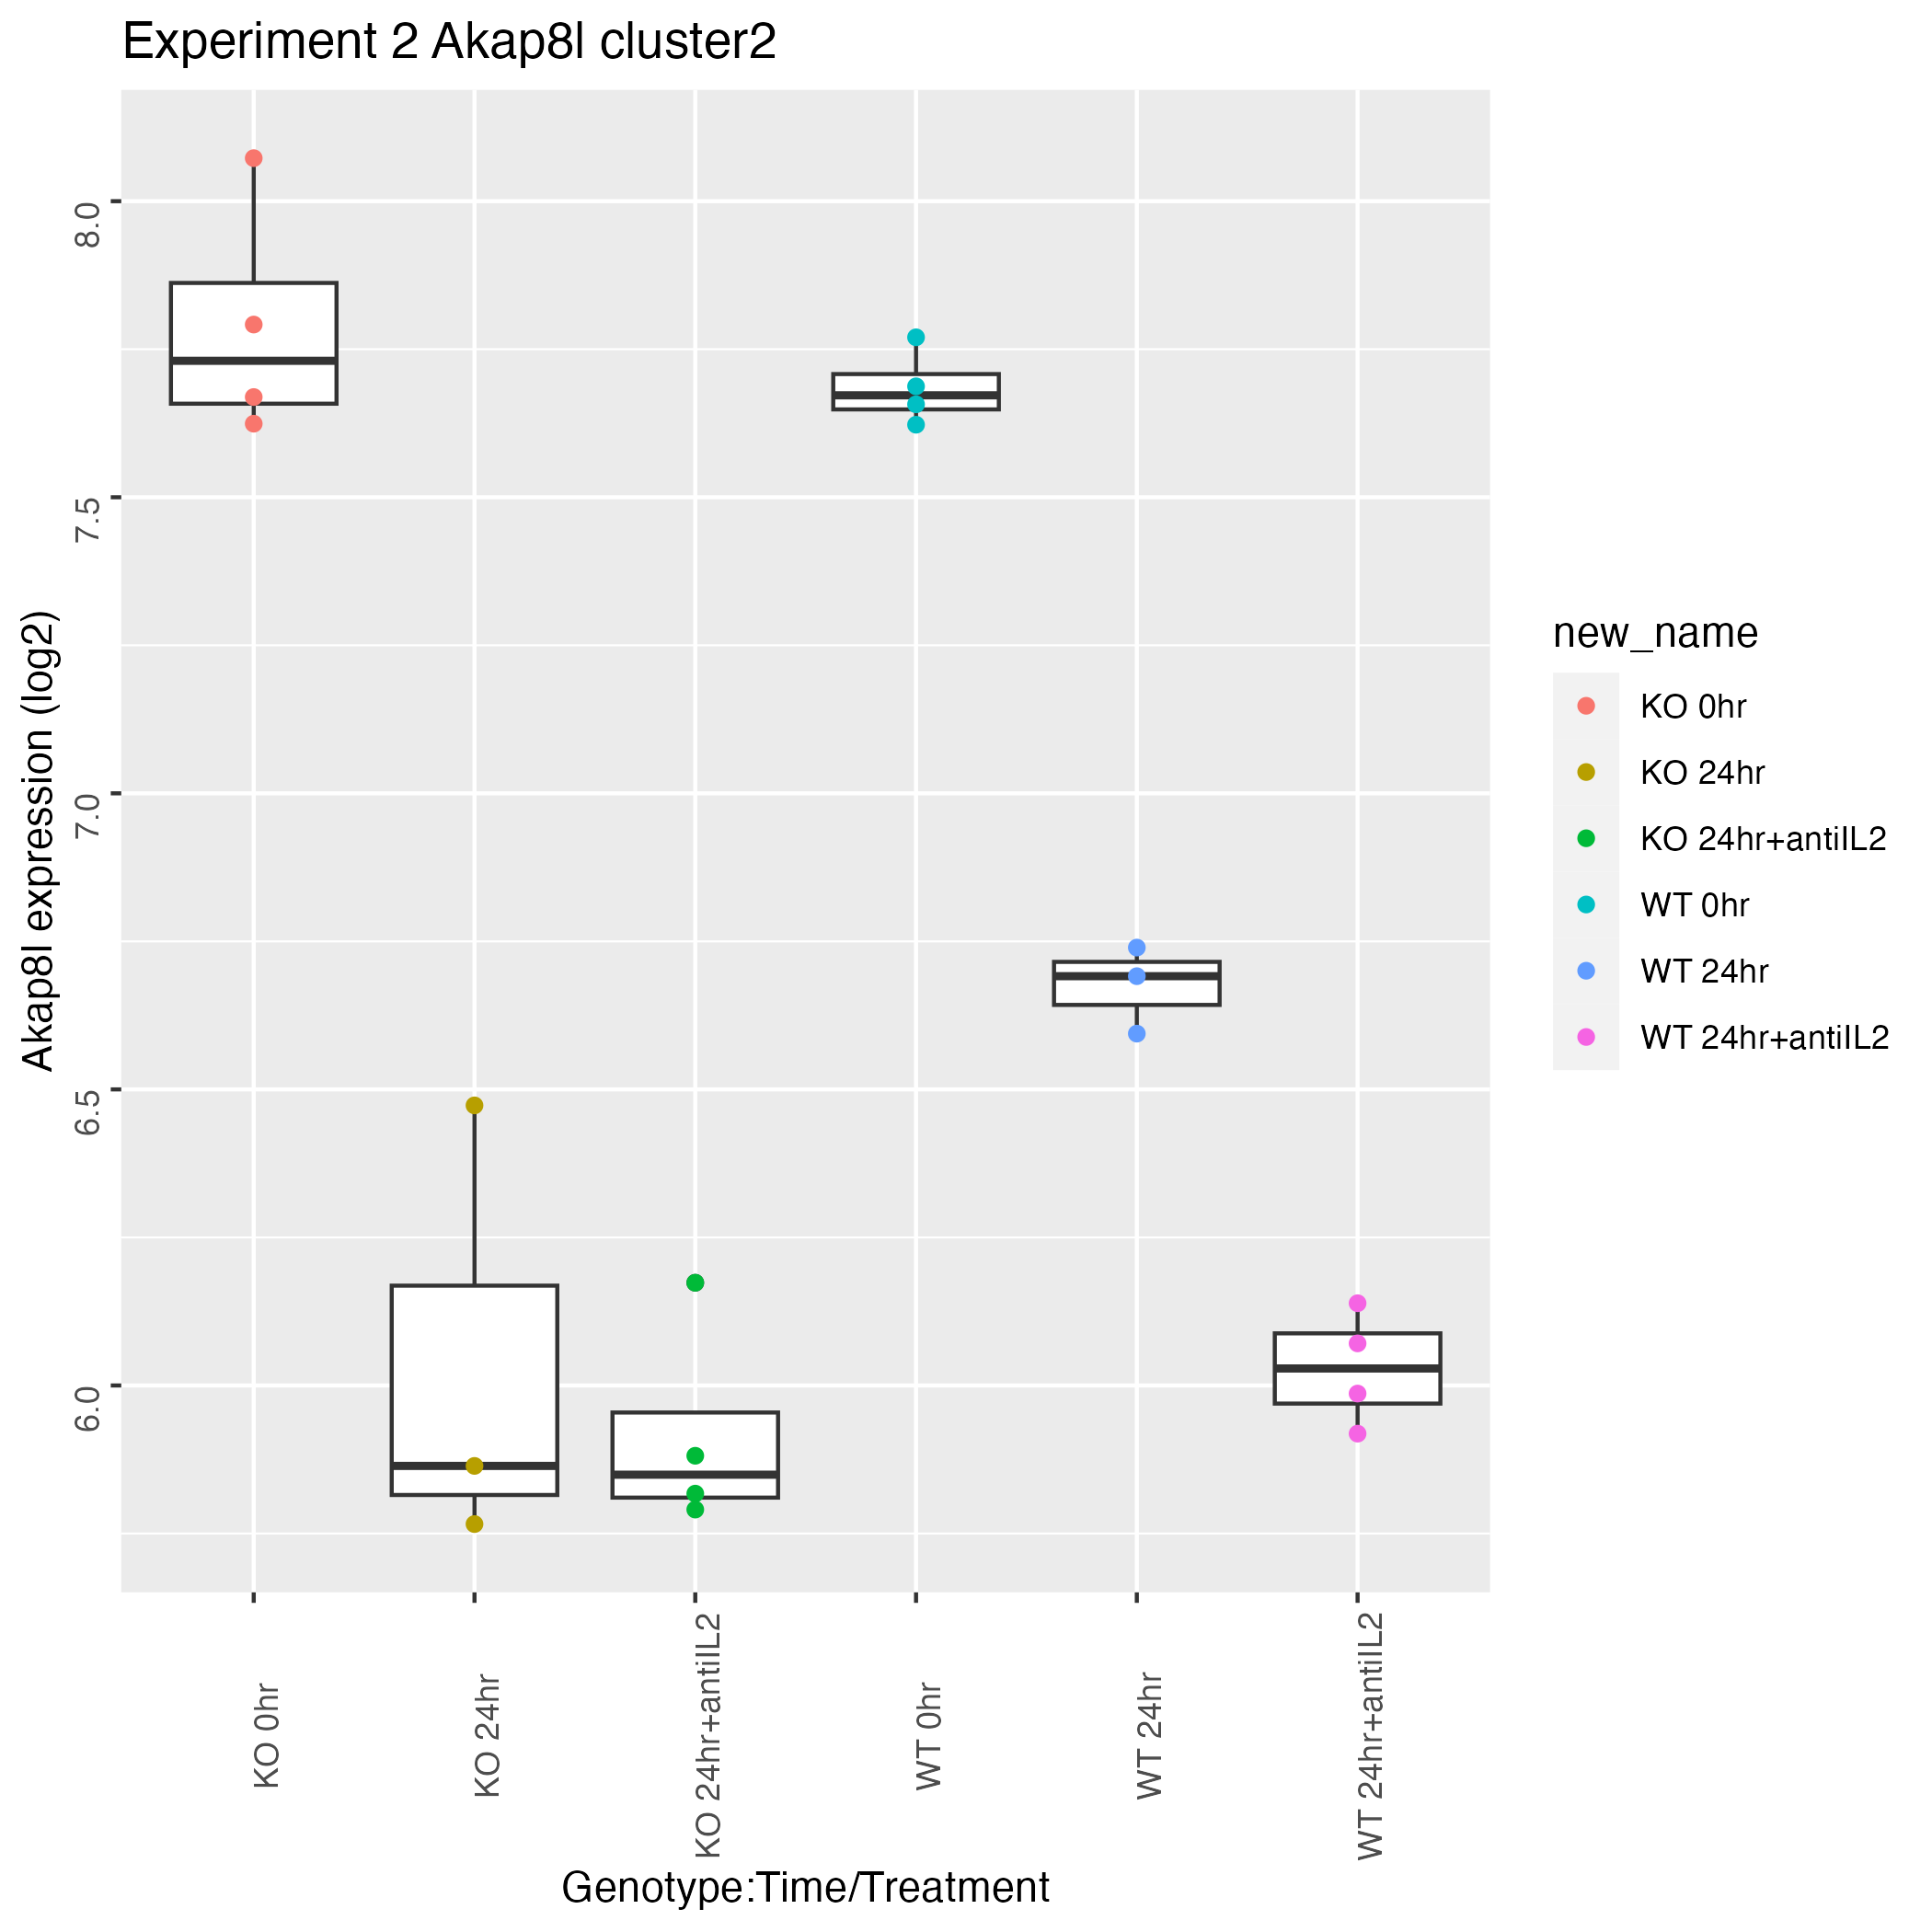 Experiment 2 Akap8l cluster2
Akap8l expression (log2)
8.0
7.5
7.0
6.5
6.0
KO 0hr
KO 24hr
KO 24hr+antiIL2
WT 0hr
WT 24hr
WT 24hr+antiIL2
Genotype:Time/Treatment
new_name
KO 0hr
KO 24hr
KO 24hr+antiIL2
WT 0hr
WT 24hr
WT 24hr+antiIL2